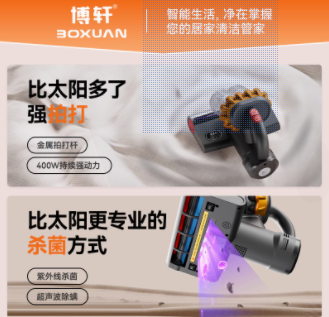 博轩®
BOXUAN
智能生活，净在掌握
您的居家清洁管家
比太阳多了
强拍打
金属拍打杆
400W持续强动力
比太阳更专业的
杀菌方式
紫外线杀菌
超声波除螨